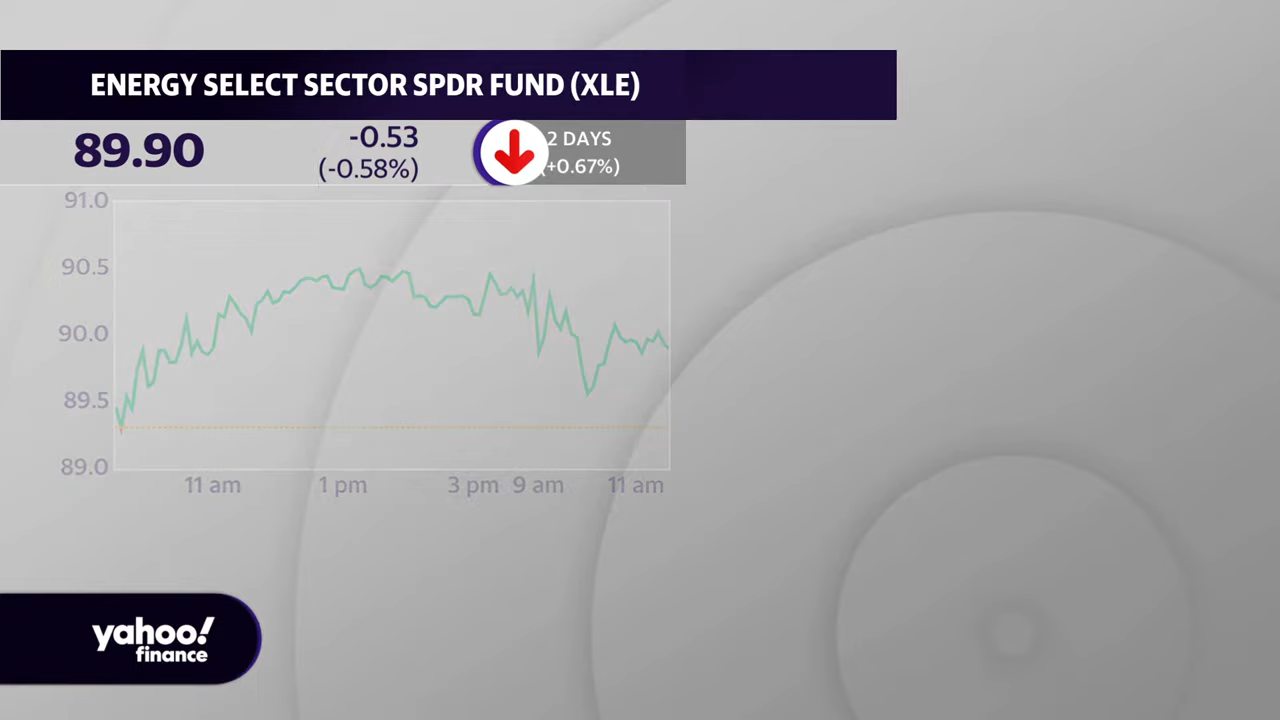 ENERGY SELECT SECTOR SPDR FUND (XLE)
89.90
-0.53
(-0.58%)
2 DAYS
(+0.67%)
91.0
90.5
90.0
89.5
89.0
11 am 1 pm 3 pm 9 am 11 am
yahoo!
finance